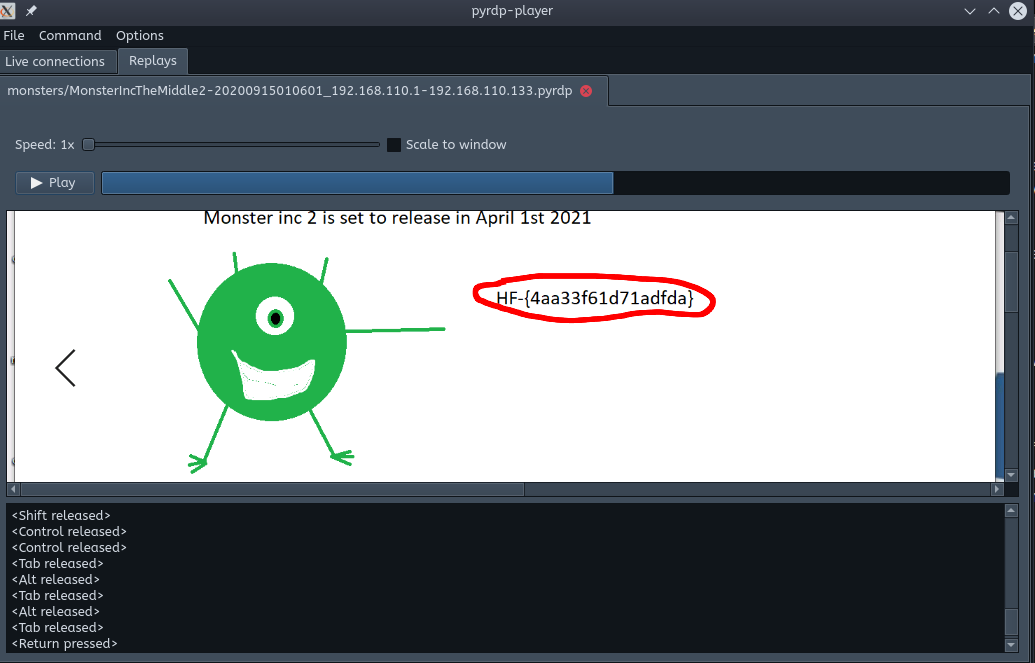 pyrdp-player
File Command Options
Live connections Replays
monsters/MonsterIncTheMiddle2-20200915010601_192.168.110.1-192.168.110.133.pyrdp
Speed: 1x Scale to window
Play
Monster inc 2 is set to release in April 1st 2021
HF-{4aa33f61d71adfda}
<Shift released>
<Control released>
<Control released>
<Tab released>
<Alt released>
<Tab released>
<Alt released>
<Tab released>
<Return pressed>